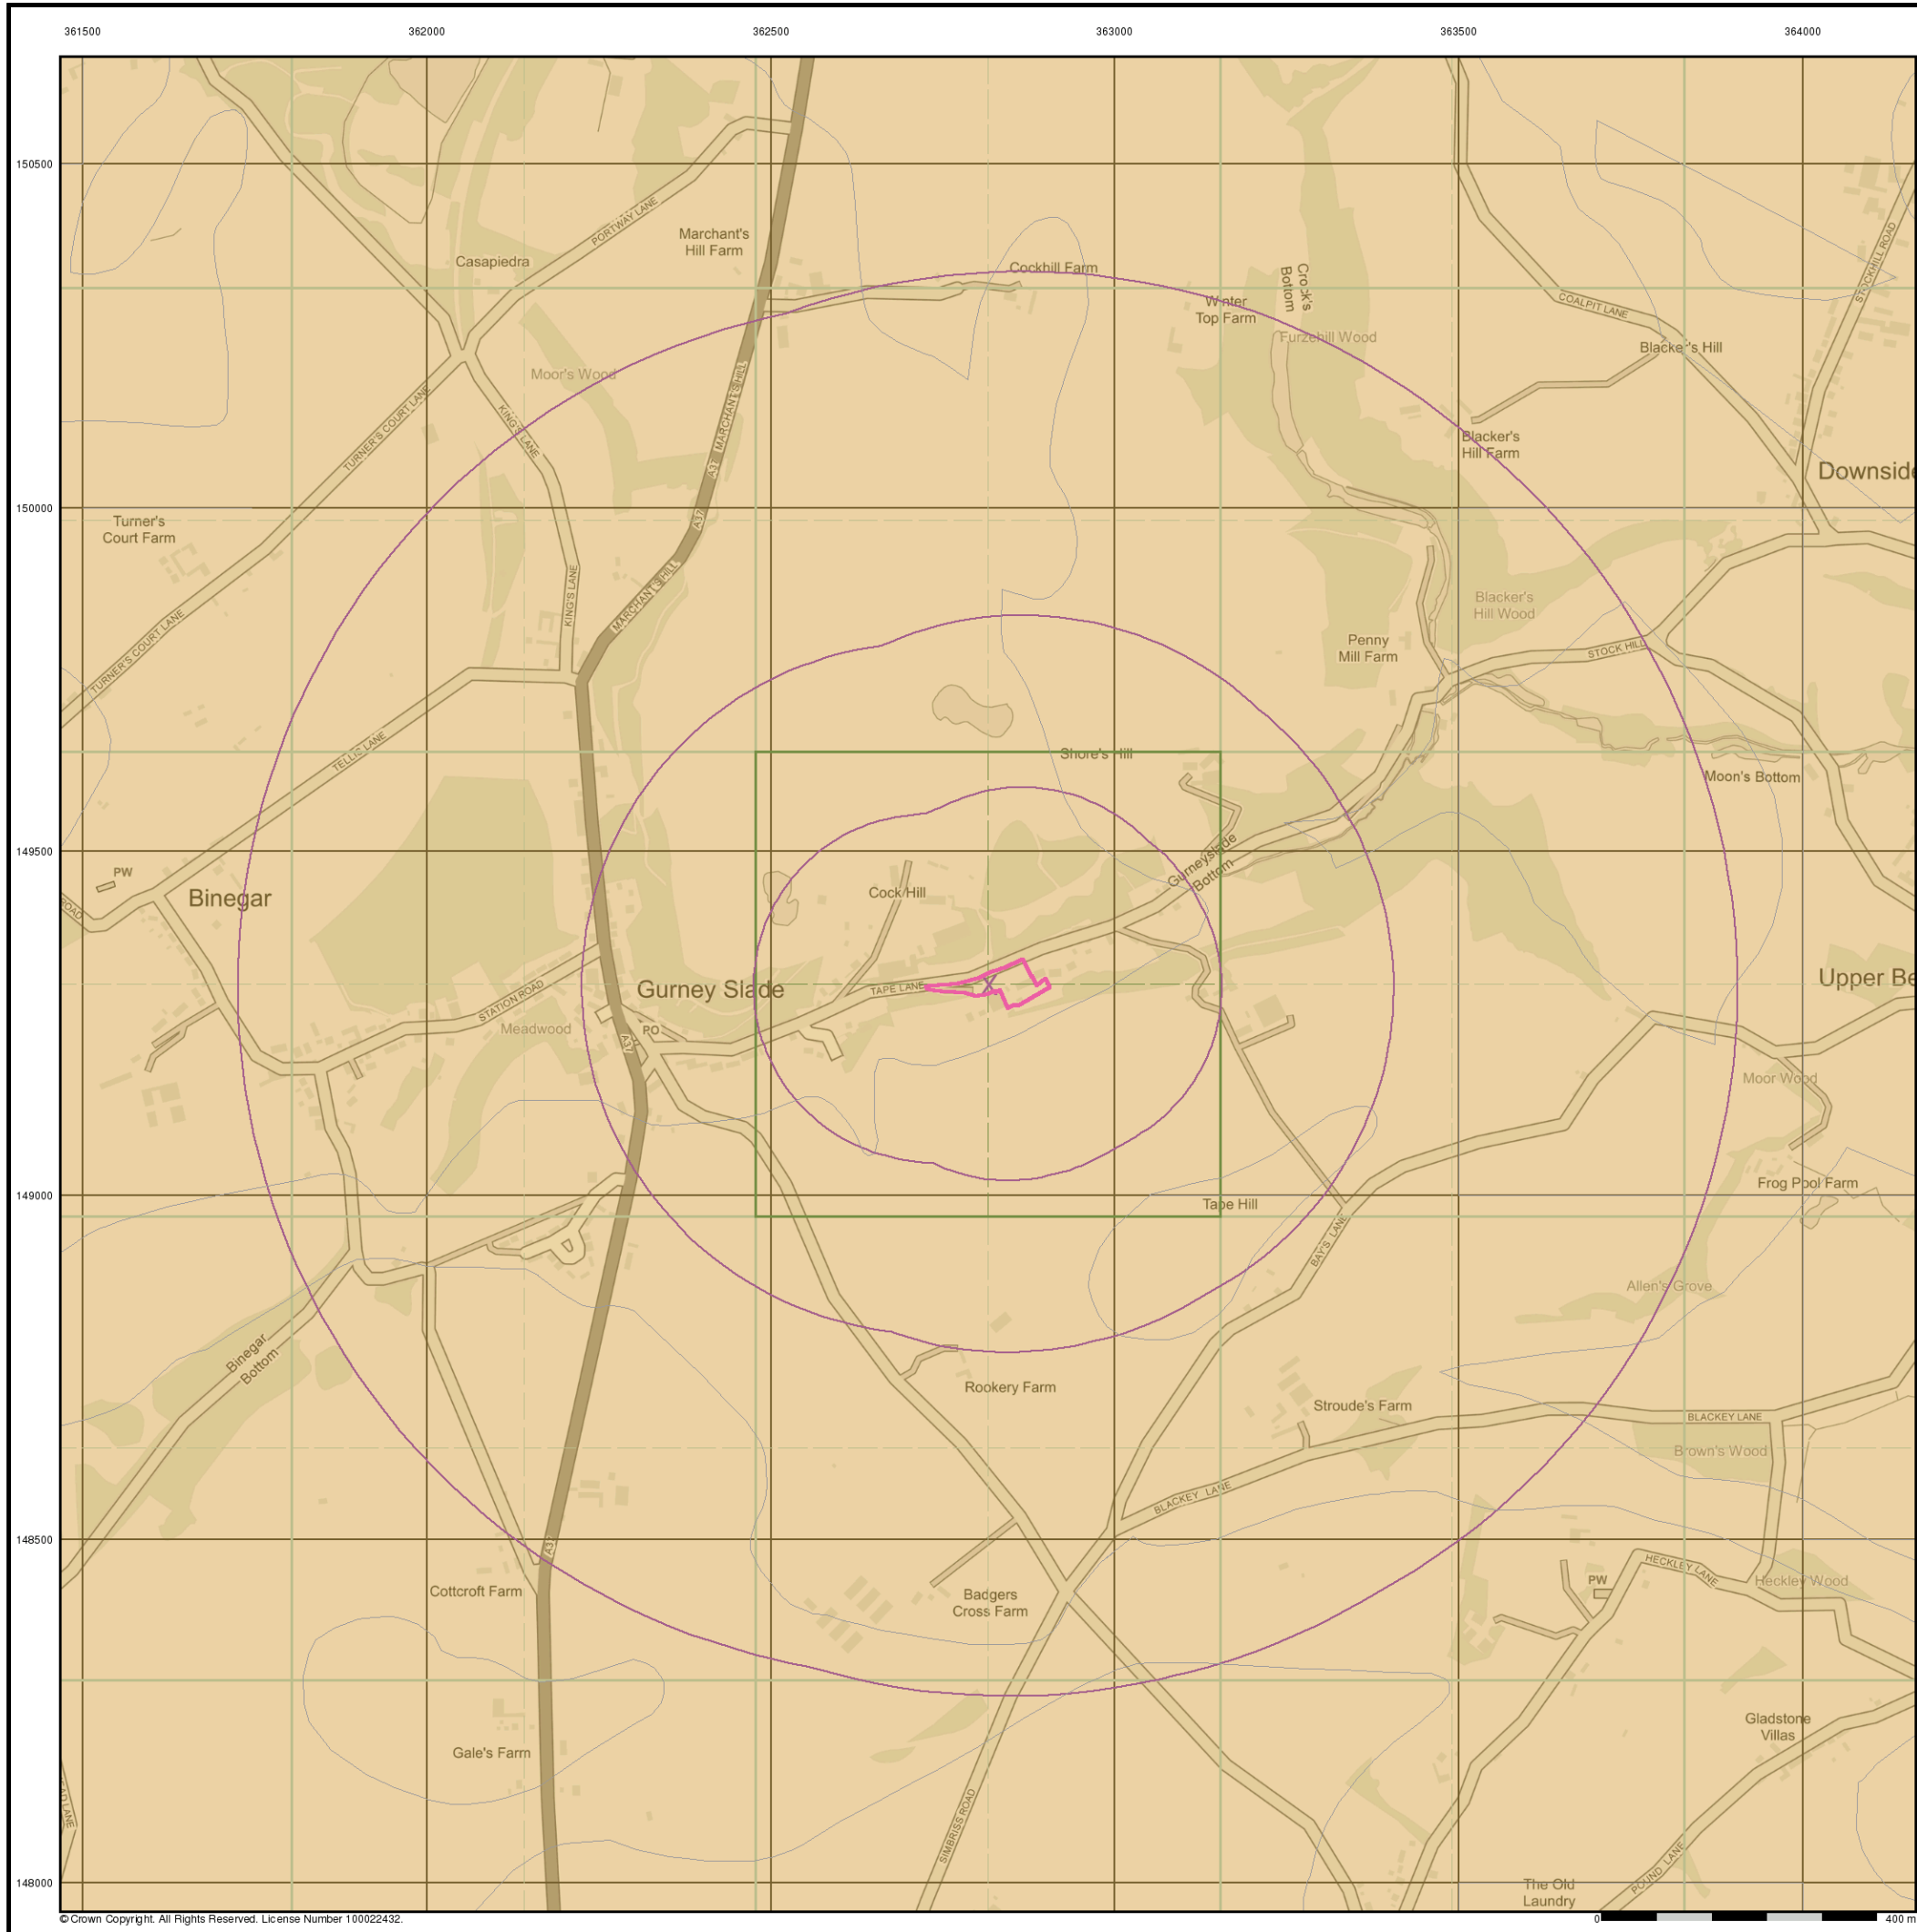 361500
362000
362500
363000
363500
364000
150500
150000
149500
149000
148500
148000
PORTWAY LANE
Casapiedra
Marchant's
Hill Farm
Cockhill Farm
Winter
Top Farm
Crock's
Bottom
Furzehill Wood
COALPIT LANE
STOCKHILL ROAD
Blacker's Hill
Moor's Wood
TURNER'S COURT LANE
KING'S LANE
A37
MARCHANT'S HILL
Blacker's
Hill Farm
Downside
Turner's
Court Farm
A37
KING'S LANE
MARCHANT'S HILL
Blacker's
Hill Wood
TURNER'S COURT LANE
Penny
Mill Farm
STOCK HILL
TELLIS LANE
Shore's Hill
Moon's Bottom
PW
Binegar
ROAD
Cock Hill
Gurneyslade
Bottom
Gurney Slade
TAPE LANE
STATION ROAD
Meadwood
PO
A37
Upper Be
Moor Wood
Tape Hill
Frog Pool Farm
BAY'S LANE
Allen's Grove
Binegar
Bottom
Rookery Farm
Stroude's Farm
BLACKEY LANE
Brown's Wood
BLACKEY LANE
A37
Cottcroft Farm
Badgers
Cross Farm
PW
HECKLEY LANE
Heckley Wood
Gale's Farm
Gladstone
Villas
EAD LANE
SIMBRISS ROAD
POUND LANE
The Old
Laundry
© Crown Copyright. All Rights Reserved. License Number 100022432.
0
400 m